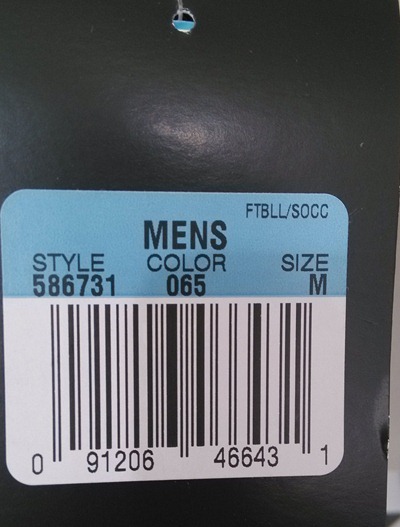 FTBLL/SOCC
MENS
STYLE COLOR SIZE
586731 065 M
0 91206 46643 1